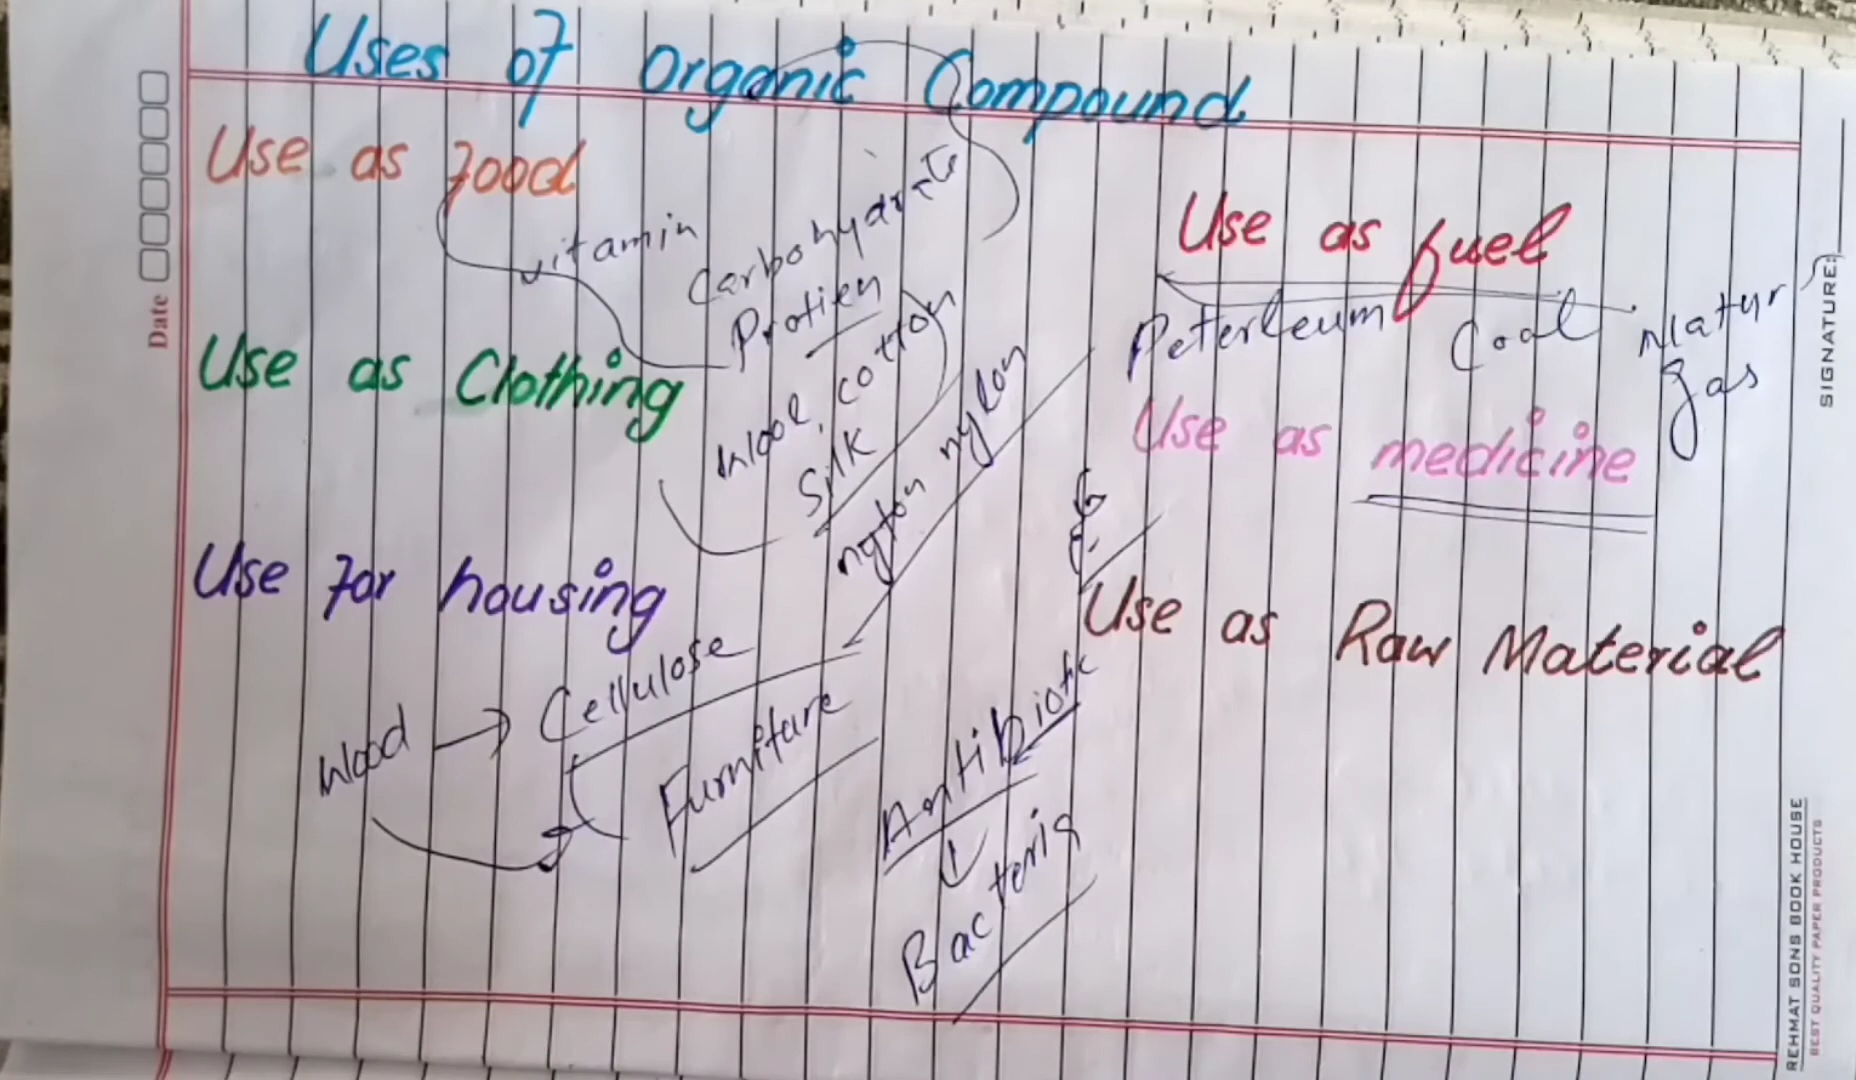 Uses of Organic Compound
Use as food
vitamin
Carbohydrate
Protien
Use as Clothing
Wool, cotton
Silk
nylon nylon
Use for housing
Wood → Cellulose
Furniture
Use as fuel
Peterleum Coal Natur
gas
Use as medicine
Use as Raw Material
Antibiotic
Bacteria
Date
SIGNATURE:
REHMAT SONS BOOK HOUSE
BEST QUALITY PAPER PRODUCTS